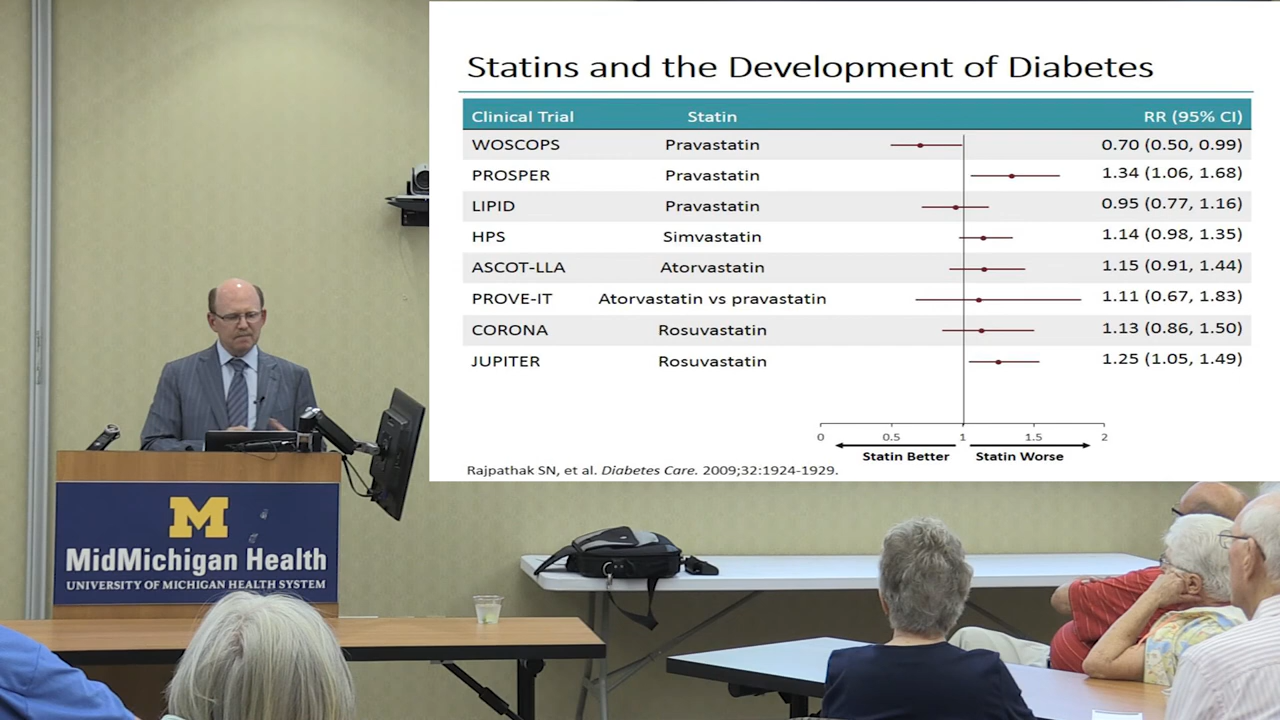 Statins and the Development of Diabetes
Clinical Trial Statin RR (95% CI)
WOSCOPS Pravastatin 0.70 (0.50, 0.99)
PROSPER Pravastatin 1.34 (1.06, 1.68)
LIPID Pravastatin 0.95 (0.77, 1.16)
HPS Simvastatin 1.14 (0.98, 1.35)
ASCOT-LLA Atorvastatin 1.15 (0.91, 1.44)
PROVE-IT Atorvastatin vs pravastatin 1.11 (0.67, 1.83)
CORONA Rosuvastatin 1.13 (0.86, 1.50)
JUPITER Rosuvastatin 1.25 (1.05, 1.49)
0 0.5 1 1.5 2
Statin Better Statin Worse
Rajpathak SN, et al. Diabetes Care. 2009;32:1924-1929.
M
MidMichigan Health
UNIVERSITY OF MICHIGAN HEALTH SYSTEM